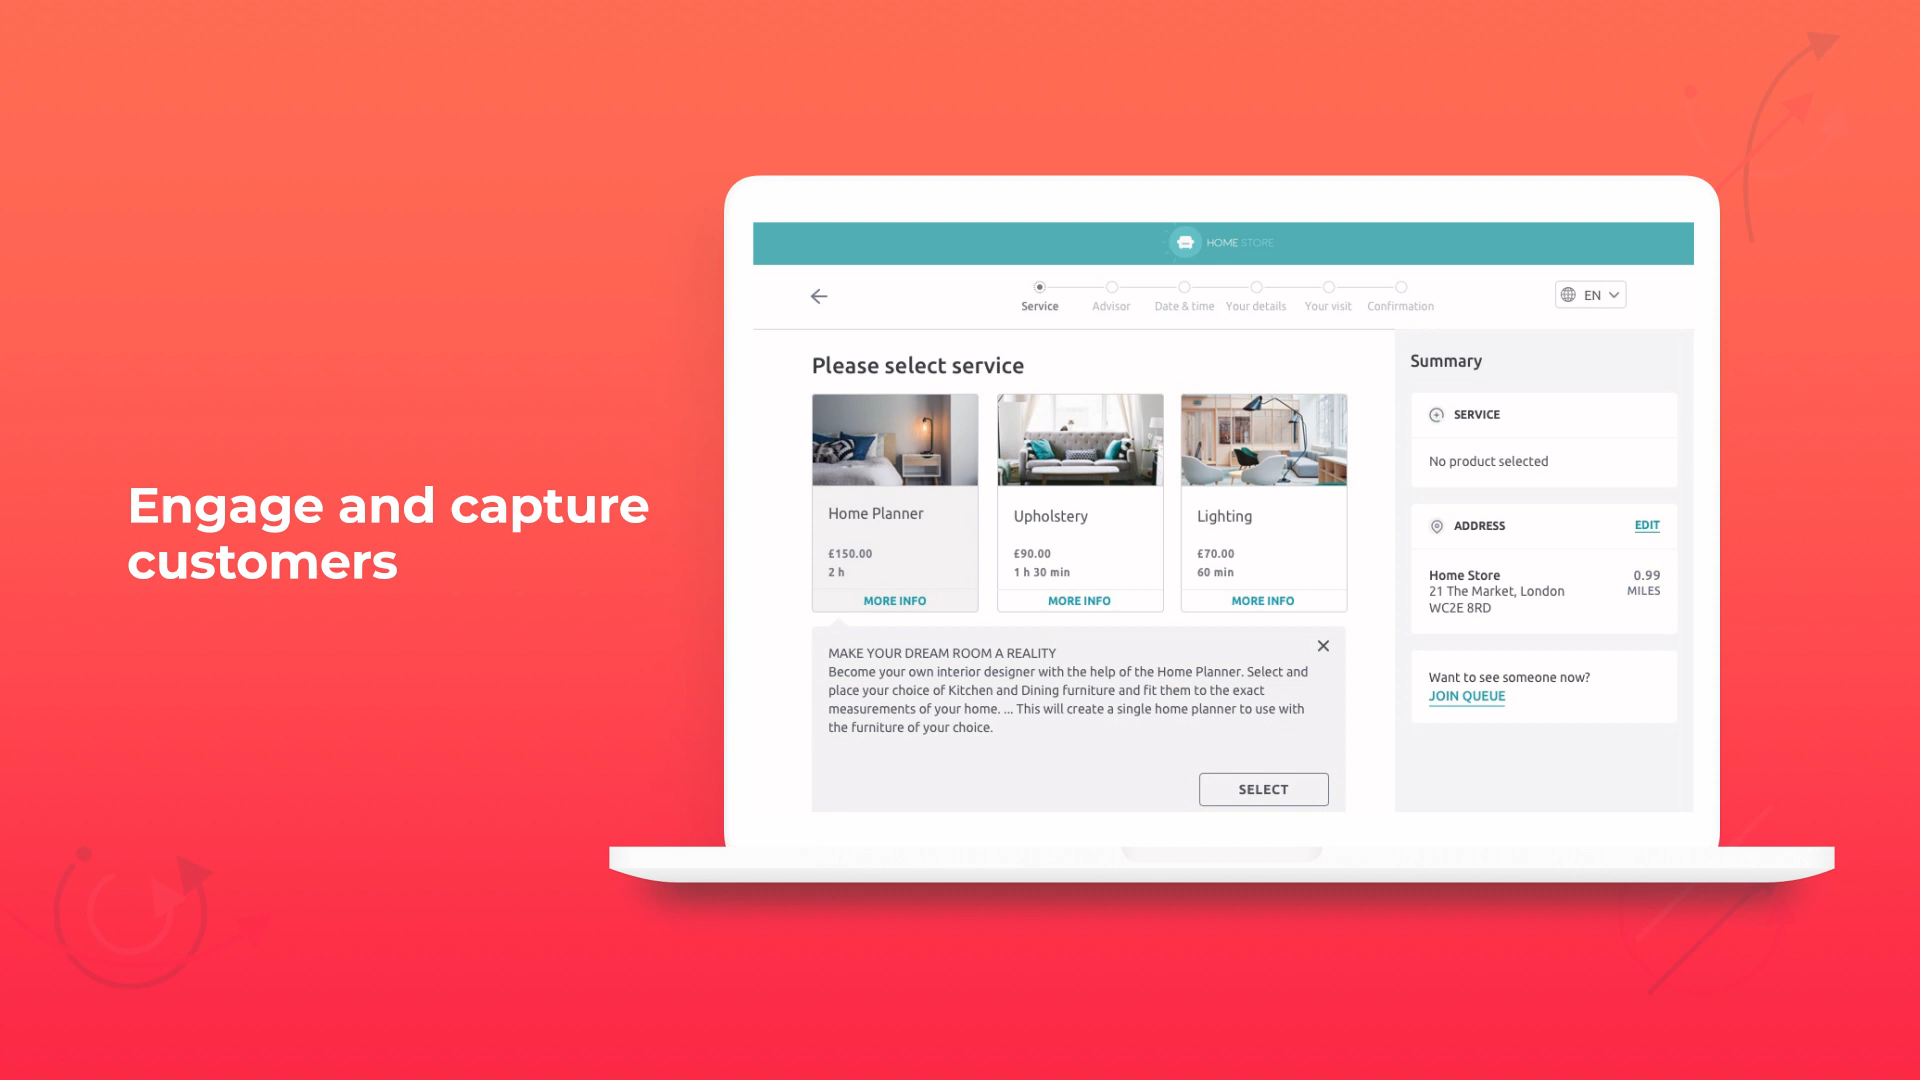 Engage and capture
customers
HOME STORE
Service
Advisor
Date & time
Your details
Your visit
Confirmation
EN
Please select service
Home Planner
£150.00
2 h
MORE INFO
Upholstery
£90.00
1 h 30 min
MORE INFO
Lighting
£70.00
60 min
MORE INFO
MAKE YOUR DREAM ROOM A REALITY
Become your own interior designer with the help of the Home Planner. Select and
place your choice of Kitchen and Dining furniture and fit them to the exact
measurements of your home. ... This will create a single home planner to use with
the furniture of your choice.
SELECT
Summary
SERVICE
No product selected
ADDRESS
EDIT
Home Store
21 The Market, London
WC2E 8RD
0.99
MILES
Want to see someone now?
JOIN QUEUE